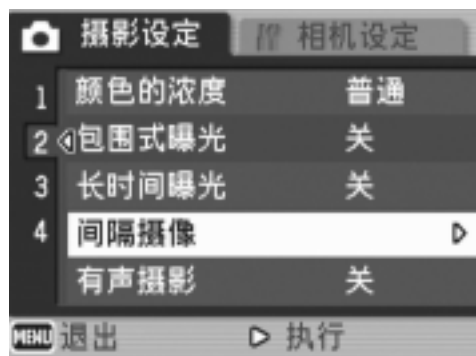 摄影设定 相机设定
1 颜色的浓度 普通
2 包围式曝光 关
3 长时间曝光 关
4 间隔摄像
有声摄影 关
MENU 退出 执行